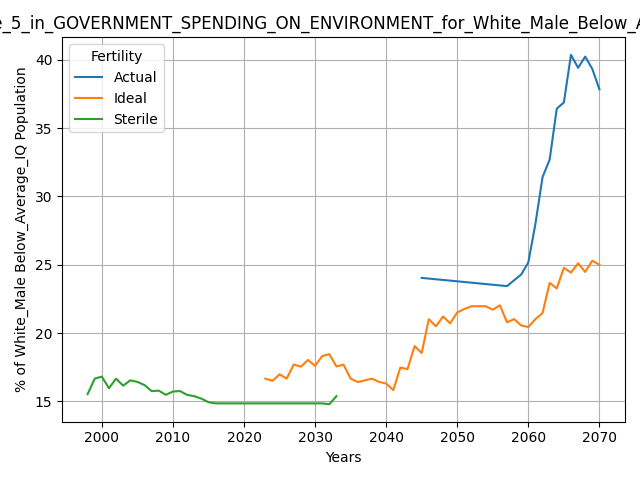 e_5_in_GOVERNMENT_SPENDING_ON_ENVIRONMENT_for_White_Male_Below_A
Fertility
Actual
Ideal
Sterile
% of White_Male Below_Average_IQ Population
40
35
30
25
20
15
2000 2010 2020 2030 2040 2050 2060 2070
Years